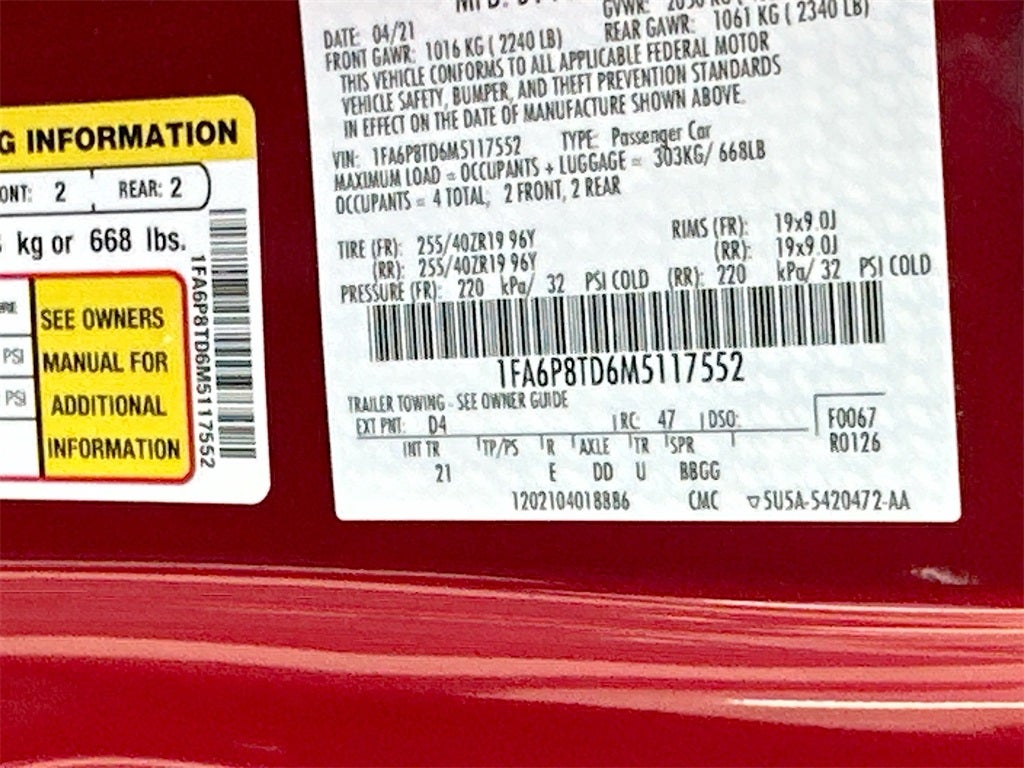 G INFORMATION
ONT: 2 REAR: 2
kg or 668 lbs.
PSI
PSI
SEE OWNERS
MANUAL FOR
ADDITIONAL
INFORMATION
1FA6P8TD6M5117552
DATE: 04/21
GVWR:
FRONT GAWR: 1016 KG ( 2240 LB) REAR GAWR: 1061 KG ( 2340 LB)
THIS VEHICLE CONFORMS TO ALL APPLICABLE FEDERAL MOTOR
VEHICLE SAFETY, BUMPER, AND THEFT PREVENTION STANDARDS
IN EFFECT ON THE DATE OF MANUFACTURE SHOWN ABOVE.
VIN: 1FA6P8TD6M5117552 TYPE: Passenger Car
MAXIMUM LOAD = OCCUPANTS + LUGGAGE = 303KG/ 668LB
OCCUPANTS = 4 TOTAL; 2 FRONT, 2 REAR
TIRE (FR): 255/40ZR19 96Y RIMS (FR): 19x9.0J
(RR): 255/40ZR19 96Y (RR): 19x9.0J
PRESSURE (FR): 220 kPa/ 32 PSI COLD (RR): 220 kPa/ 32 PSI COLD
1FA6P8TD6M5117552
TRAILER TOWING - SEE OWNER GUIDE
EXT PNT: D4 RC: 47 DSO: F0067
R0126
INT TR TP/PS R AXLE TR SPR
21 E DD U BBGG
1202104018886 CMC 5U5A-5420472-AA